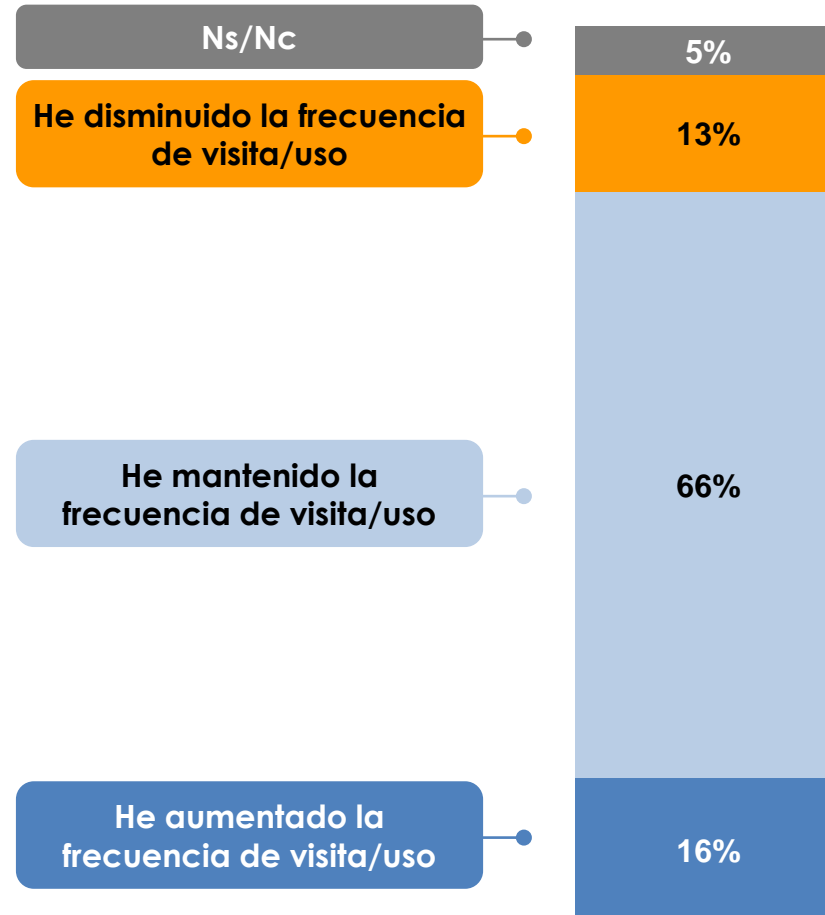 Ns/Nc
5%
He disminuido la frecuencia
de visita/uso
13%
He mantenido la
frecuencia de visita/uso
66%
He aumentado la
frecuencia de visita/uso
16%